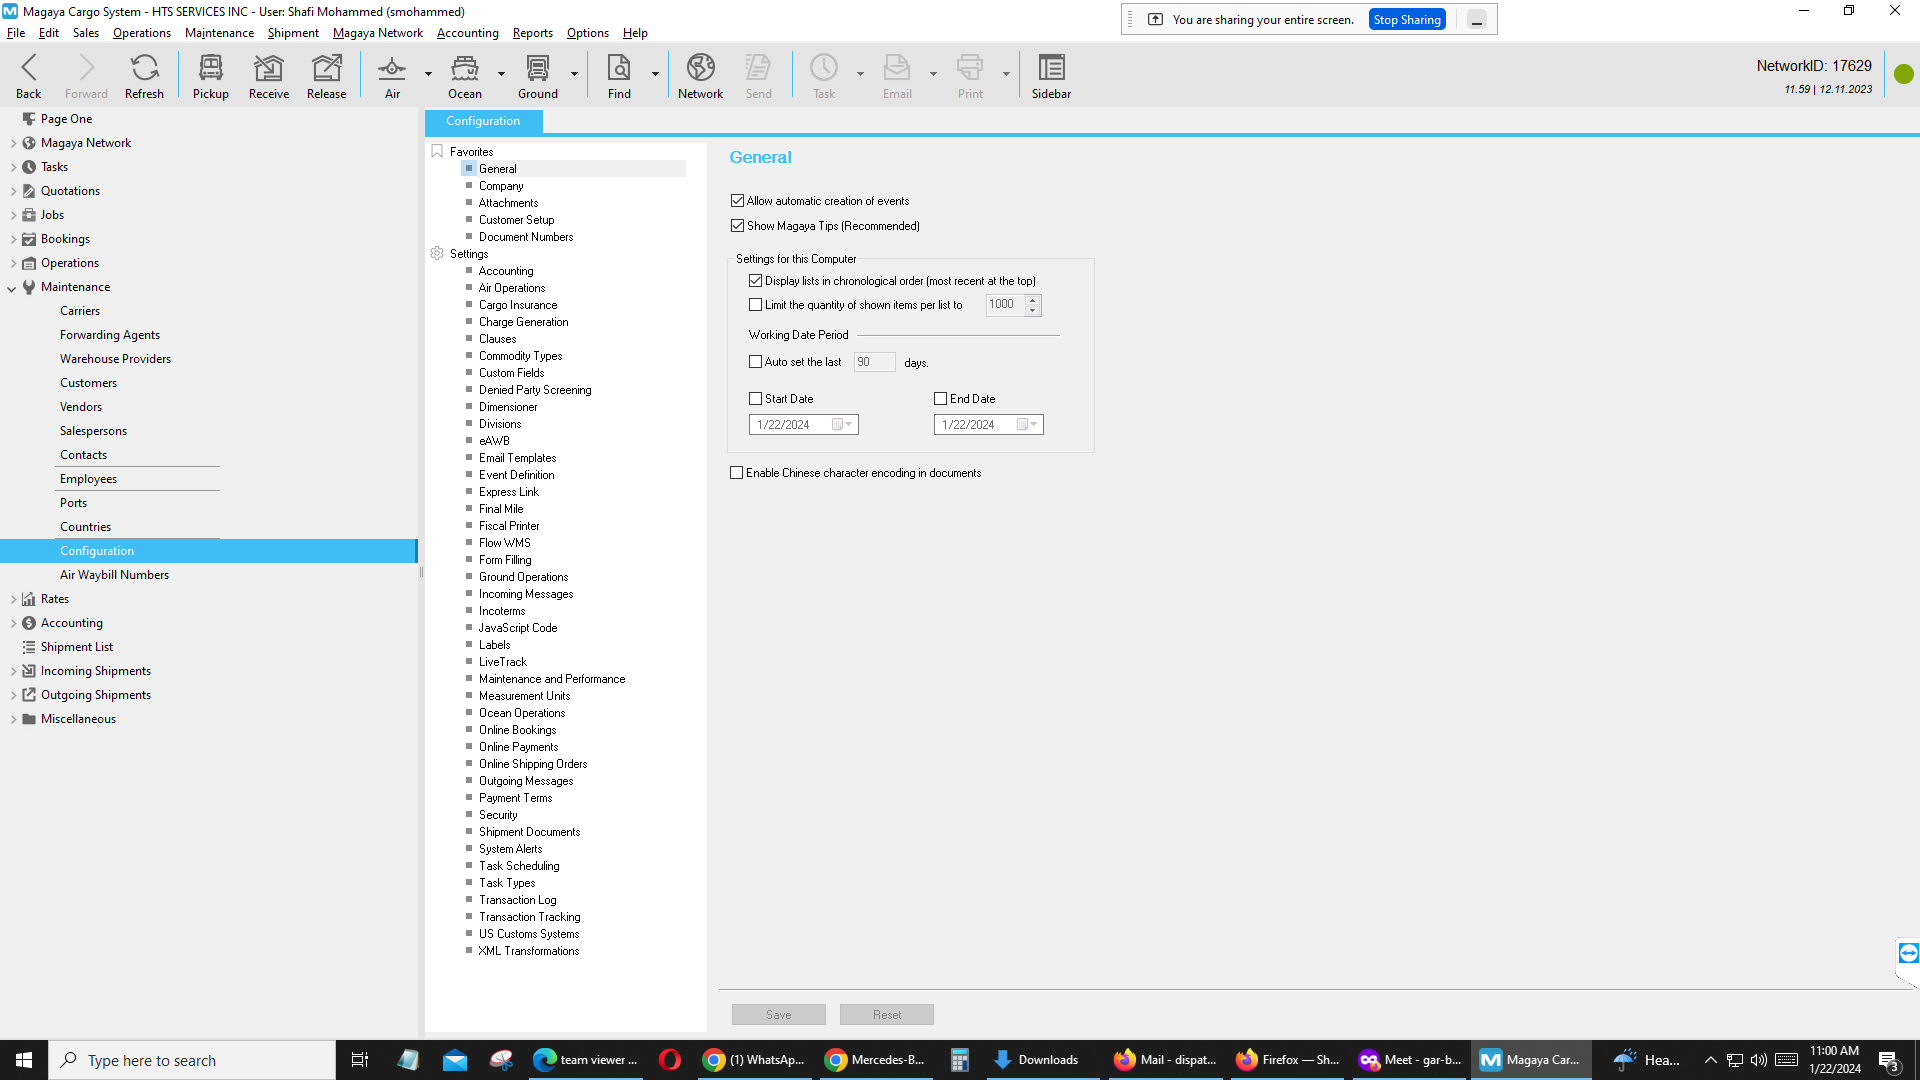 Magaya Cargo System - HTS SERVICES INC - User: Shafi Mohammed (smohammed)
You are sharing your entire screen. Stop Sharing
File Edit Sales Operations Maintenance Shipment Magaya Network Accounting Reports Options Help
Back Forward Refresh Pickup Receive Release Air Ocean Ground Find Network Send Task Email Print Sidebar
NetworkID: 17629
11.59 | 12.11.2023
Page One
Magaya Network
Tasks
Quotations
Jobs
Bookings
Operations
Maintenance
Carriers
Forwarding Agents
Warehouse Providers
Customers
Vendors
Salespersons
Contacts
Employees
Ports
Countries
Configuration
Air Waybill Numbers
Rates
Accounting
Shipment List
Incoming Shipments
Outgoing Shipments
Miscellaneous
Configuration
Favorites
General
Company
Attachments
Customer Setup
Document Numbers
Settings
Accounting
Air Operations
Cargo Insurance
Charge Generation
Clauses
Commodity Types
Custom Fields
Denied Party Screening
Dimensioner
Divisions
eAWB
Email Templates
Event Definition
Express Link
Final Mile
Fiscal Printer
Flow WMS
Form Filling
Ground Operations
Incoming Messages
Incoterms
JavaScript Code
Labels
LiveTrack
Maintenance and Performance
Measurement Units
Ocean Operations
Online Bookings
Online Payments
Online Shipping Orders
Outgoing Messages
Payment Terms
Security
Shipment Documents
System Alerts
Task Scheduling
Task Types
Transaction Log
Transaction Tracking
US Customs Systems
XML Transformations
General
Allow automatic creation of events
Show Magaya Tips (Recommended)
Settings for this Computer
Display lists in chronological order (most recent at the top)
Limit the quantity of shown items per list to 1000
Working Date Period
Auto set the last 90 days.
Start Date End Date
1/22/2024 1/22/2024
Enable Chinese character encoding in documents
Save Reset
Type here to search
team viewer ...
(1) WhatsAp...
Mercedes-B...
Downloads
Mail - dispat...
Firefox — Sh...
Meet - gar-b...
Magaya Car...
Hea...
11:00 AM
1/22/2024
3